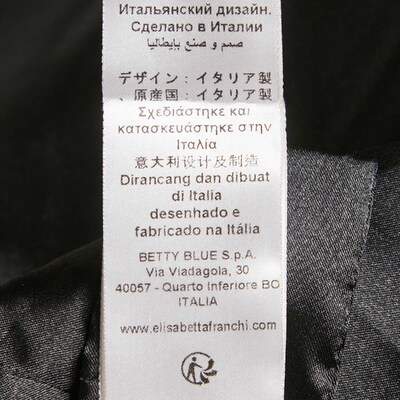 Итальянский дизайн.
Сделано в Италии
صمم و صنع بإيطاليا
デザイン：イタリア製
、原産国：イタリア製
Σχεδιάστηκε και
κατασκευάστηκε στην
Ιταλία
意大利设计及制造
Dirancang dan dibuat
di Italia
desenhado e
fabricado na Itália
BETTY BLUE S.p.A.
Via Viadagola, 30
40057 - Quarto Inferiore BO
ITALIA
www.elisabettafranchi.com